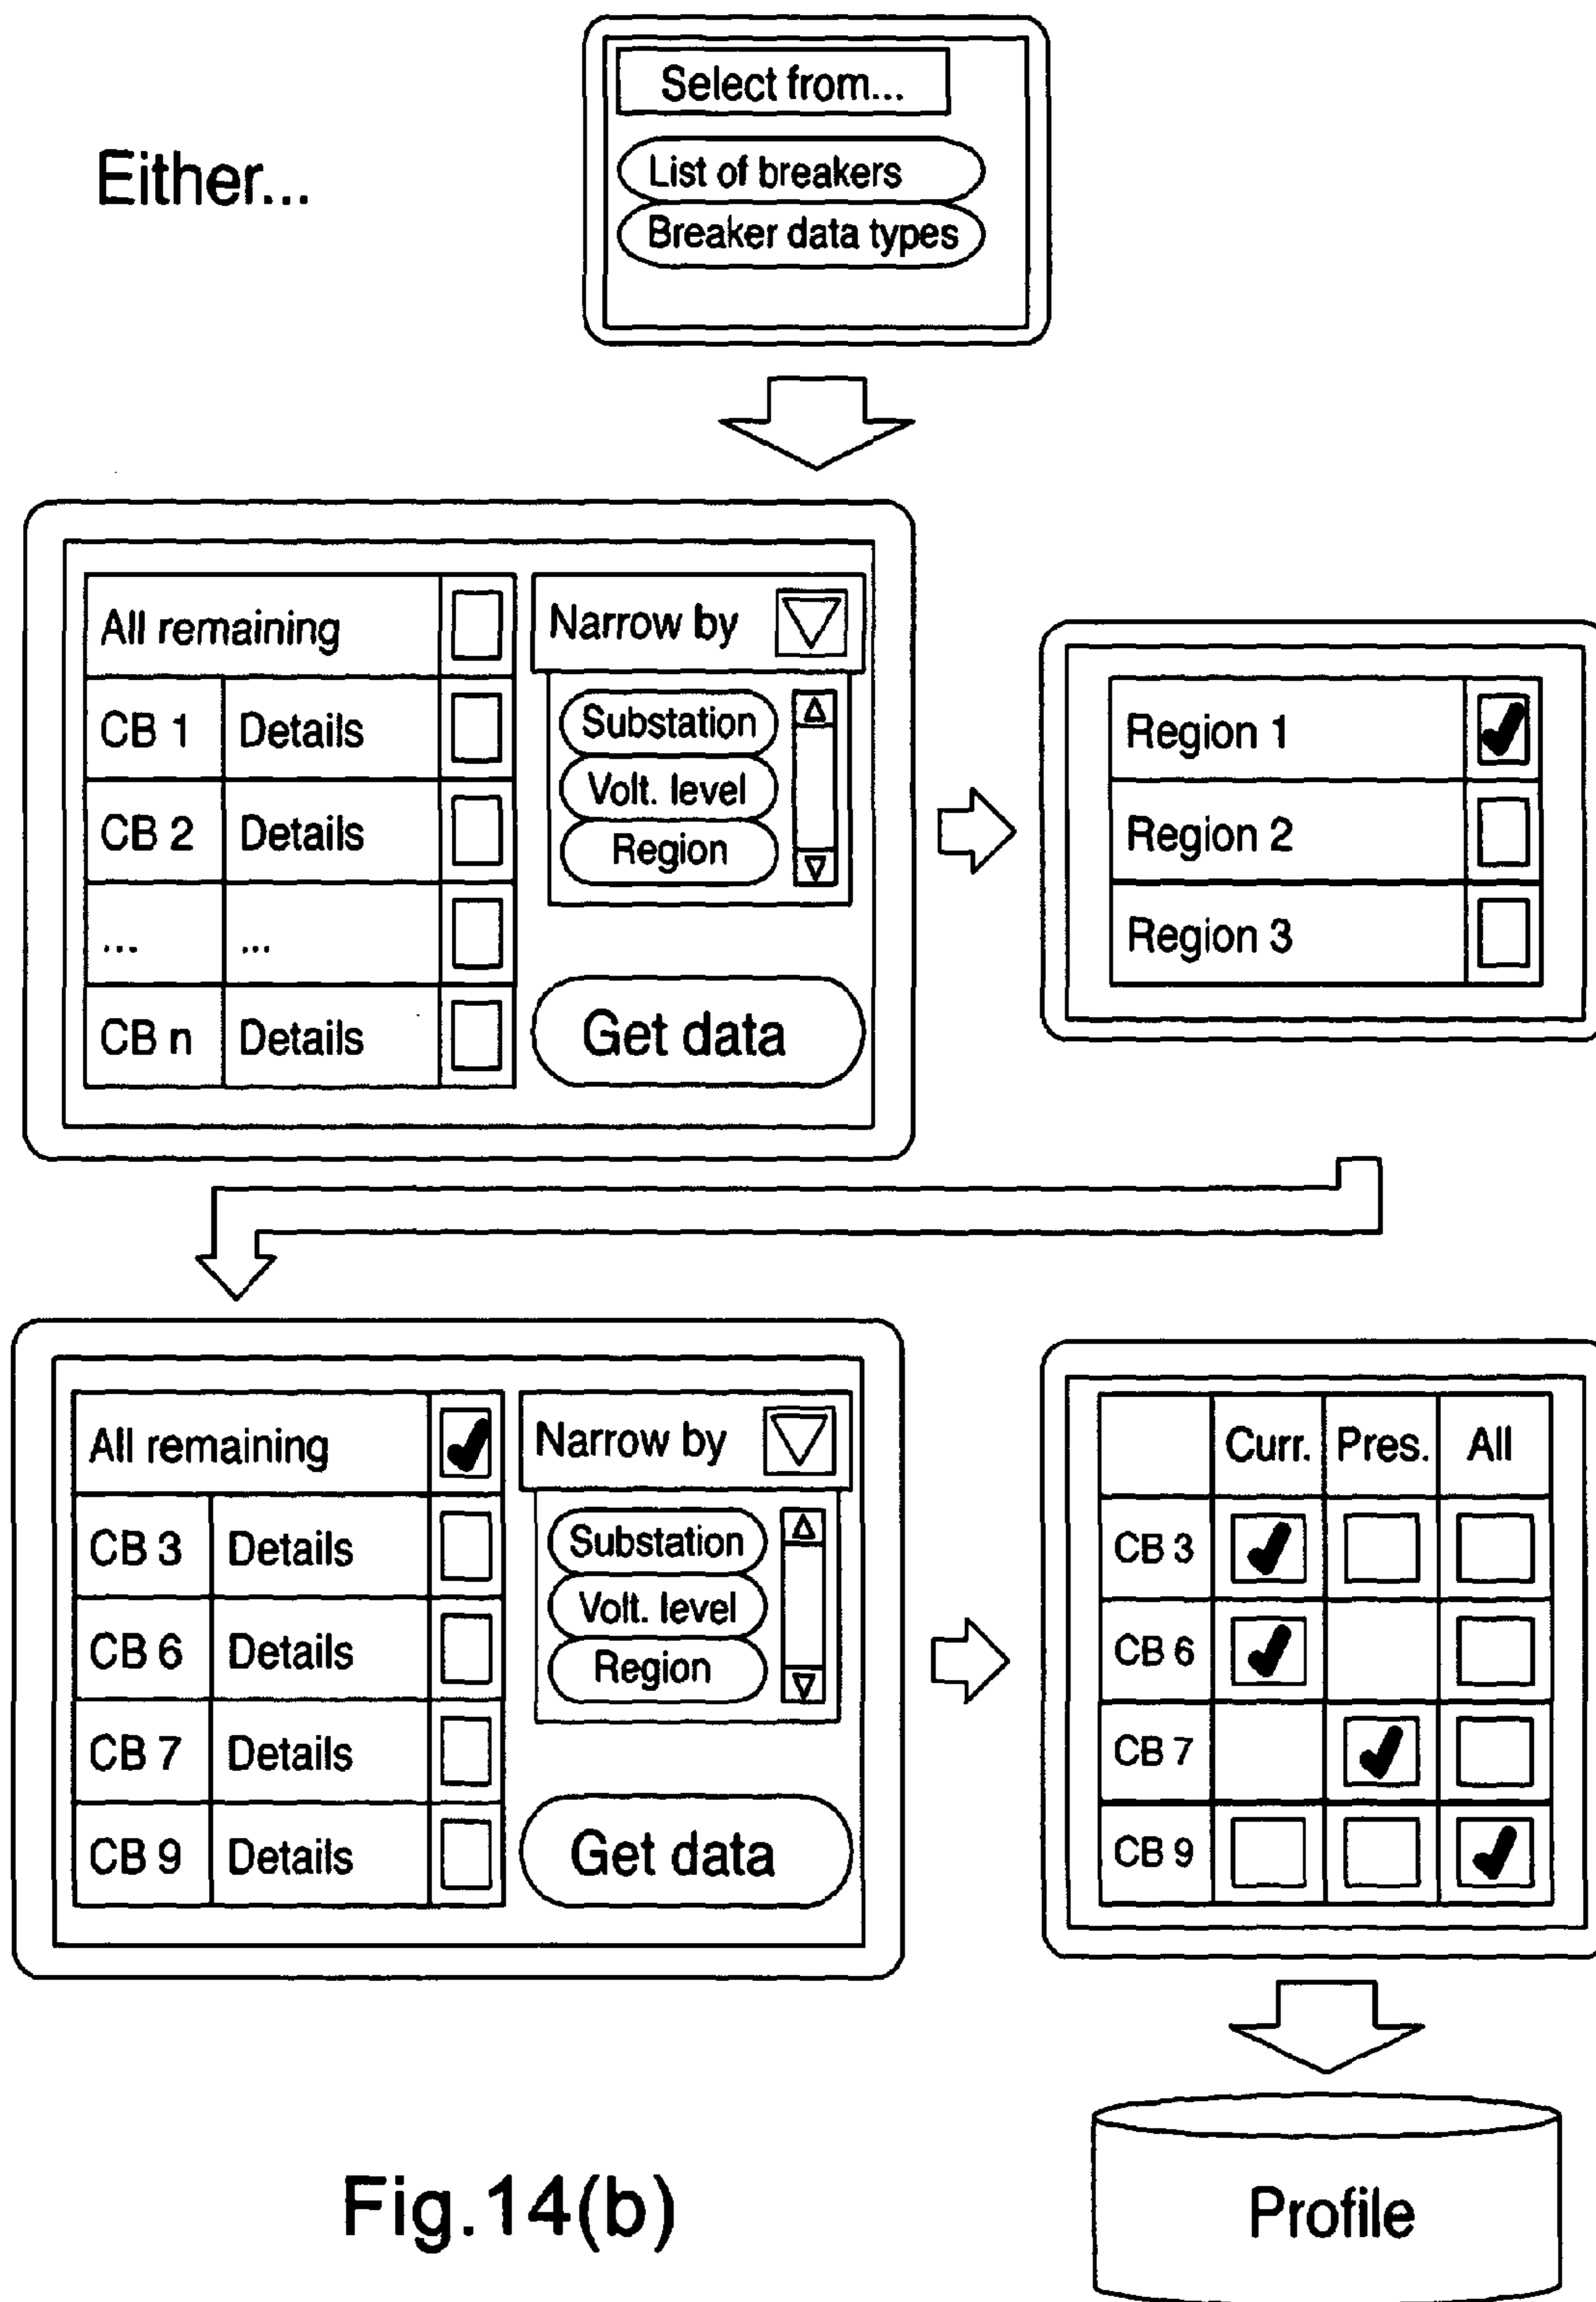 Either...
Select from...
List of breakers
Breaker data types
All remaining
CB 1 Details
CB 2 Details
... ...
CB n Details
Narrow by
Substation
Volt. level
Region
Get data
Region 1
Region 2
Region 3
All remaining
CB 3 Details
CB 6 Details
CB 7 Details
CB 9 Details
Narrow by
Substation
Volt. level
Region
Get data
Curr. Pres. All
CB 3
CB 6
CB 7
CB 9
Profile
Fig.14(b)